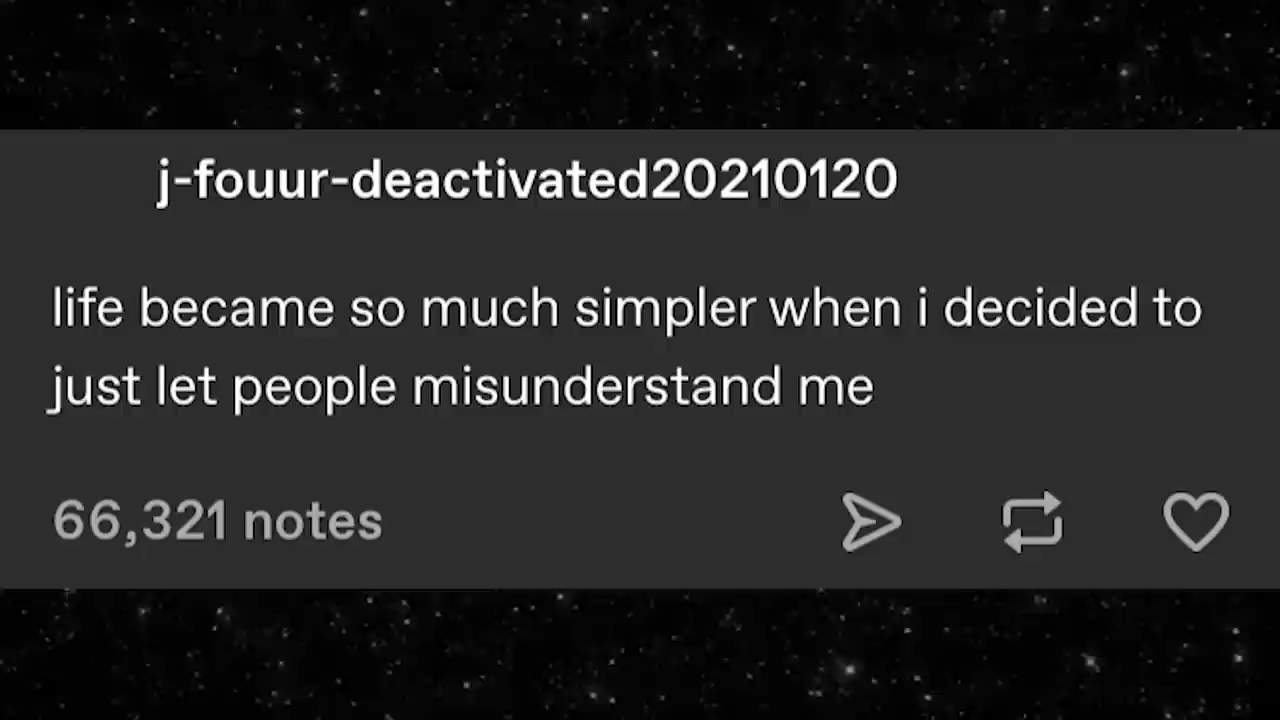 j-fouur-deactivated20210120
life became so much simpler when i decided to
just let people misunderstand me
66,321 notes